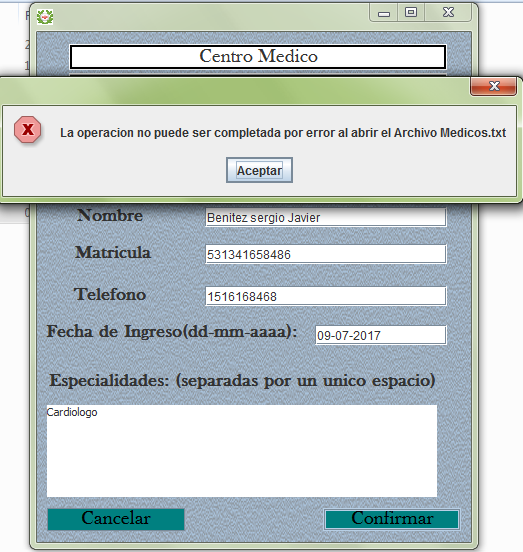 Centro Medico
La operacion no puede ser completada por error al abrir el Archivo Medicos.txt
Aceptar
Nombre Benitez sergio Javier
Matricula 531341658486
Telefono 1516168468
Fecha de Ingreso(dd-mm-aaaa): 09-07-2017
Especialidades: (separadas por un unico espacio)
Cardiologo
Cancelar Confirmar